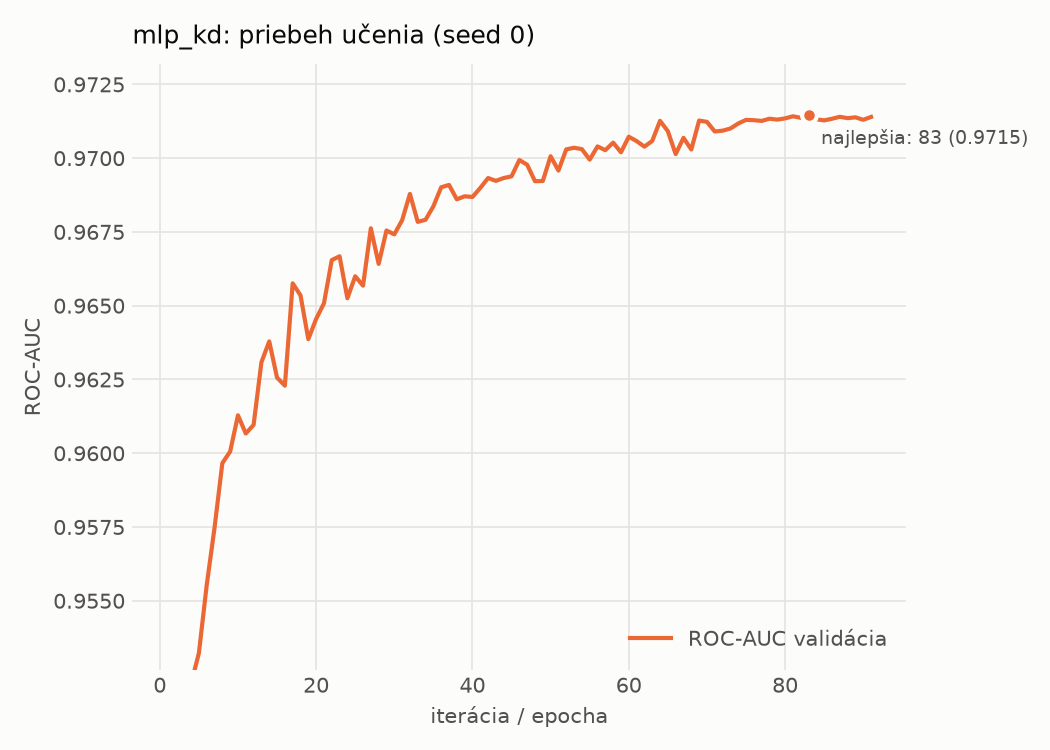 mlp_kd: priebeh učenia (seed 0)
0.9725
najlepšia: 83 (0.9715)
0.9700
0.9675
0.9650
0.9625
0.9600
0.9575
0.9550
ROC-AUC
ROC-AUC validácia
0 20 40 60 80
iterácia / epocha